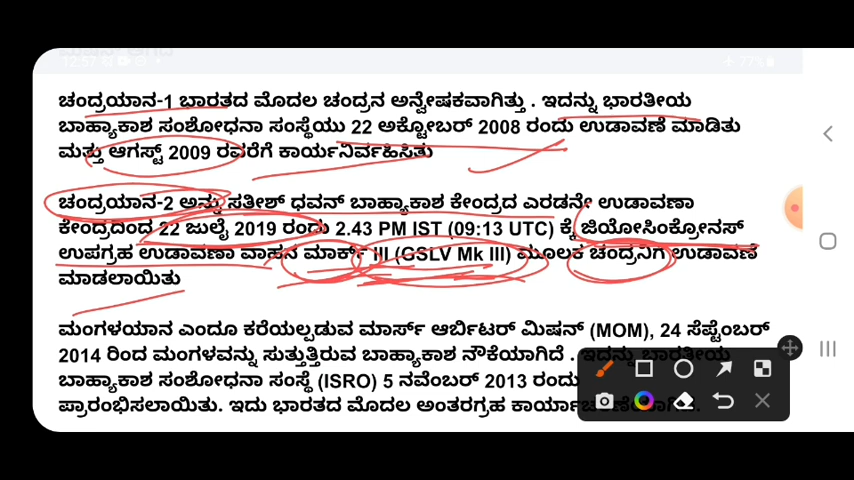 12:57
77%
ಚಂದ್ರಯಾನ-1 ಭಾರತದ ಮೊದಲ ಚಂದ್ರನ ಅನ್ವೇಷಕವಾಗಿತ್ತು . ಇದನ್ನು ಭಾರತೀಯ
ಬಾಹ್ಯಾಕಾಶ ಸಂಶೋಧನಾ ಸಂಸ್ಥೆಯು 22 ಅಕ್ಟೋಬರ್ 2008 ರಂದು ಉಡಾವಣೆ ಮಾಡಿತು
ಮತ್ತು ಆಗಸ್ಟ್ 2009 ರವರೆಗೆ ಕಾರ್ಯನಿರ್ವಹಿಸಿತು
ಚಂದ್ರಯಾನ-2 ಅನ್ನು ಸತೀಶ್ ಧವನ್ ಬಾಹ್ಯಾಕಾಶ ಕೇಂದ್ರದ ಎರಡನೇ ಉಡಾವಣಾ
ಕೇಂದ್ರದಿಂದ 22 ಜುಲೈ 2019 ರಂದು 2.43 PM IST (09:13 UTC) ಕ್ಕೆ ಜಿಯೋಸಿಂಕ್ರೋನಸ್
ಉಪಗ್ರಹ ಉಡಾವಣಾ ವಾಹನ ಮಾರ್ಕ್ III (GSLV Mk III) ಮೂಲಕ ಚಂದ್ರನಿಗೆ ಉಡಾವಣೆ
ಮಾಡಲಾಯಿತು
ಮಂಗಳಯಾನ ಎಂದೂ ಕರೆಯಲ್ಪಡುವ ಮಾರ್ಸ್ ಆರ್ಬಿಟರ್ ಮಿಷನ್ (MOM), 24 ಸೆಪ್ಟೆಂಬರ್
2014 ರಿಂದ ಮಂಗಳವನ್ನು ಸುತ್ತುತ್ತಿರುವ ಬಾಹ್ಯಾಕಾಶ ನೌಕೆಯಾಗಿದೆ . ಇದನ್ನು ಭಾರತೀಯ
ಬಾಹ್ಯಾಕಾಶ ಸಂಶೋಧನಾ ಸಂಸ್ಥೆ (ISRO) 5 ನವೆಂಬರ್ 2013 ರಂದು
ಪ್ರಾರಂಭಿಸಲಾಯಿತು. ಇದು ಭಾರತದ ಮೊದಲ ಅಂತರಗ್ರಹ ಕಾರ್ಯಾಚರಣೆಯಾಗಿದೆ.